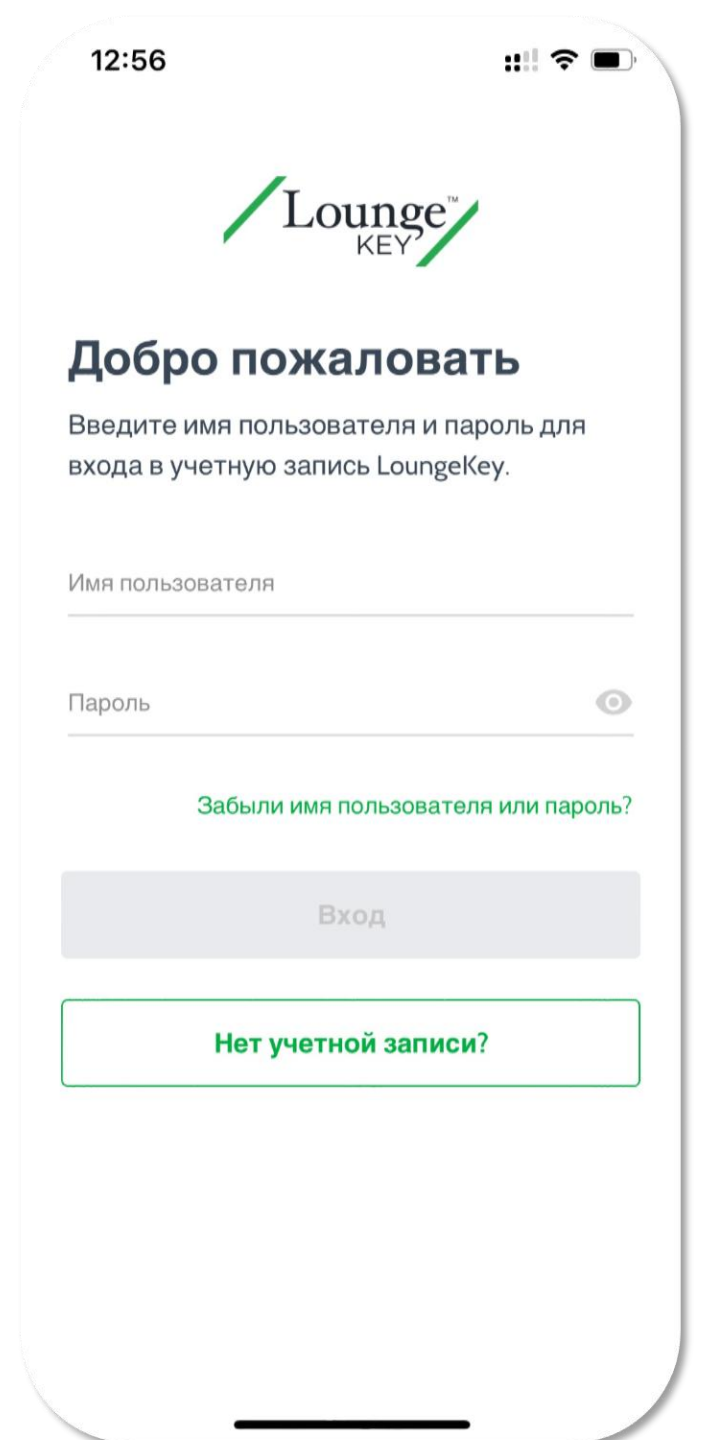 12:56
Lounge™
KEY
Добро пожаловать
Введите имя пользователя и пароль для
входа в учетную запись LoungeKey.
Имя пользователя
Пароль
Забыли имя пользователя или пароль?
Вход
Нет учетной записи?